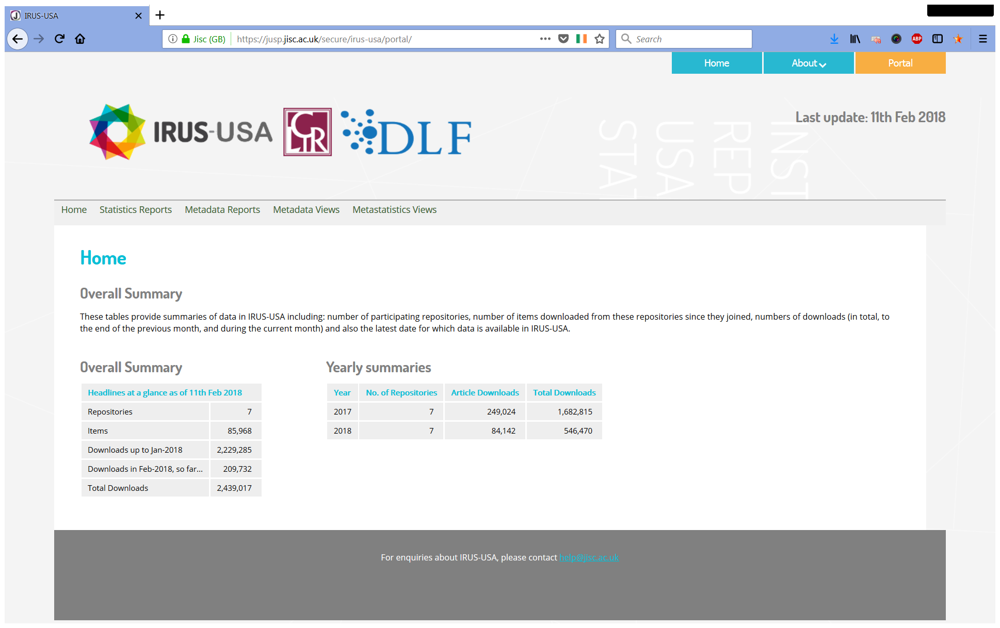 IRUS-USA
Jisc (GB)
https://jusp.jisc.ac.uk/secure/irus-usa/portal/
Search
ABP
Home
About
Portal
IRUS-USA
CLIR
DLF
INST
REP
USA
STAT
Last update: 11th Feb 2018
Home Statistics Reports Metadata Reports Metadata Views Metastatistics Views
Home
Overall Summary
These tables provide summaries of data in IRUS-USA including: number of participating repositories, number of items downloaded from these repositories since they joined, numbers of downloads (in total, to
the end of the previous month, and during the current month) and also the latest date for which data is available in IRUS-USA.
Overall Summary
Headlines at a glance as of 11th Feb 2018
Repositories 7
Items 85,968
Downloads up to Jan-2018 2,229,285
Downloads in Feb-2018, so far... 209,732
Total Downloads 2,439,017
Yearly summaries
Year No. of Repositories Article Downloads Total Downloads
2017 7 249,024 1,682,815
2018 7 84,142 546,470
For enquiries about IRUS-USA, please contact help@jisc.ac.uk